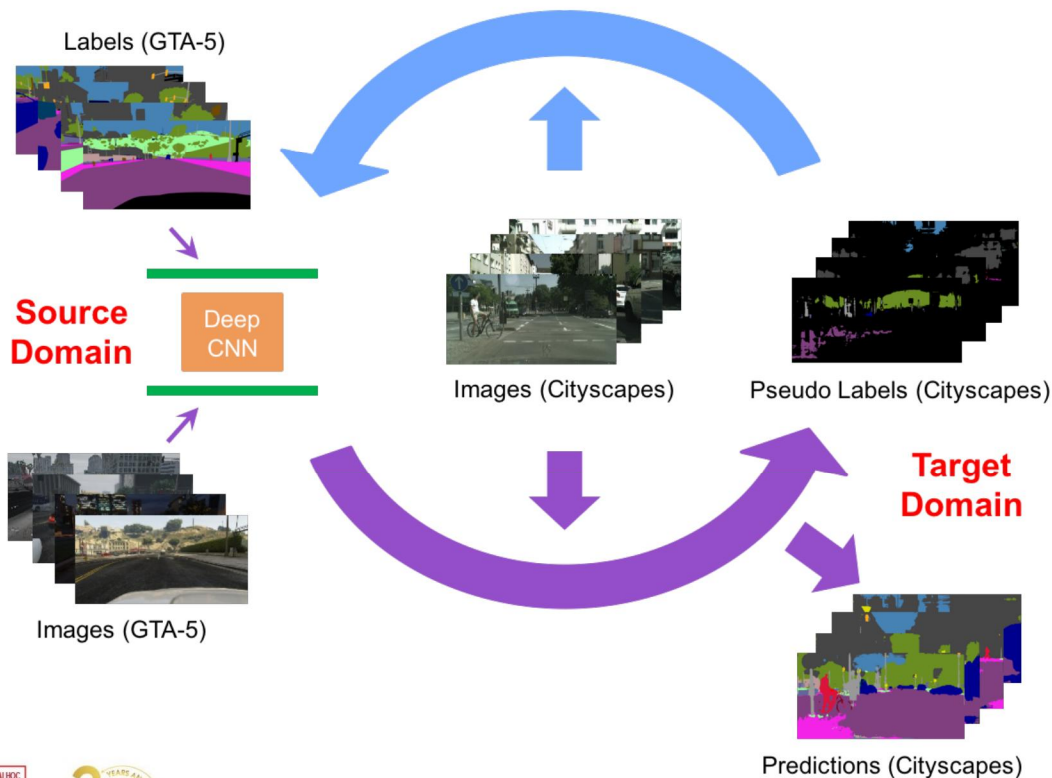 Labels (GTA-5)
Source
Domain
Deep
CNN
Images (Cityscapes)
Pseudo Labels (Cityscapes)
Target
Domain
Images (GTA-5)
YEARS
Predictions (Cityscapes)